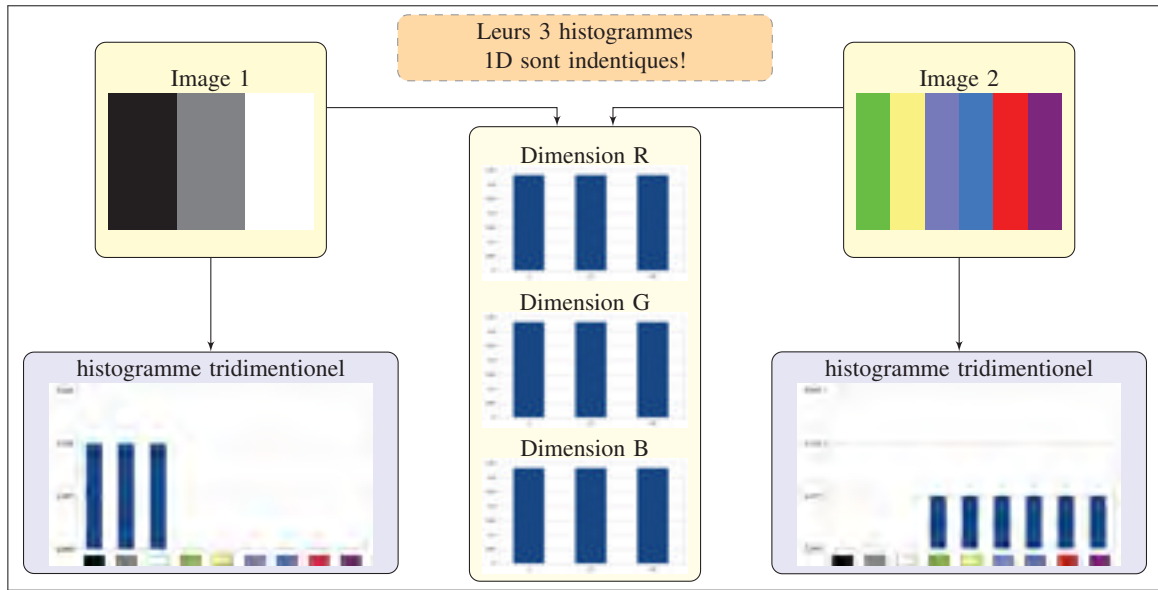 Leurs 3 histogrammes
1D sont indentiques!
Image 1
Image 2
Dimension R
Dimension G
Dimension B
histogramme tridimentionel
histogramme tridimentionel